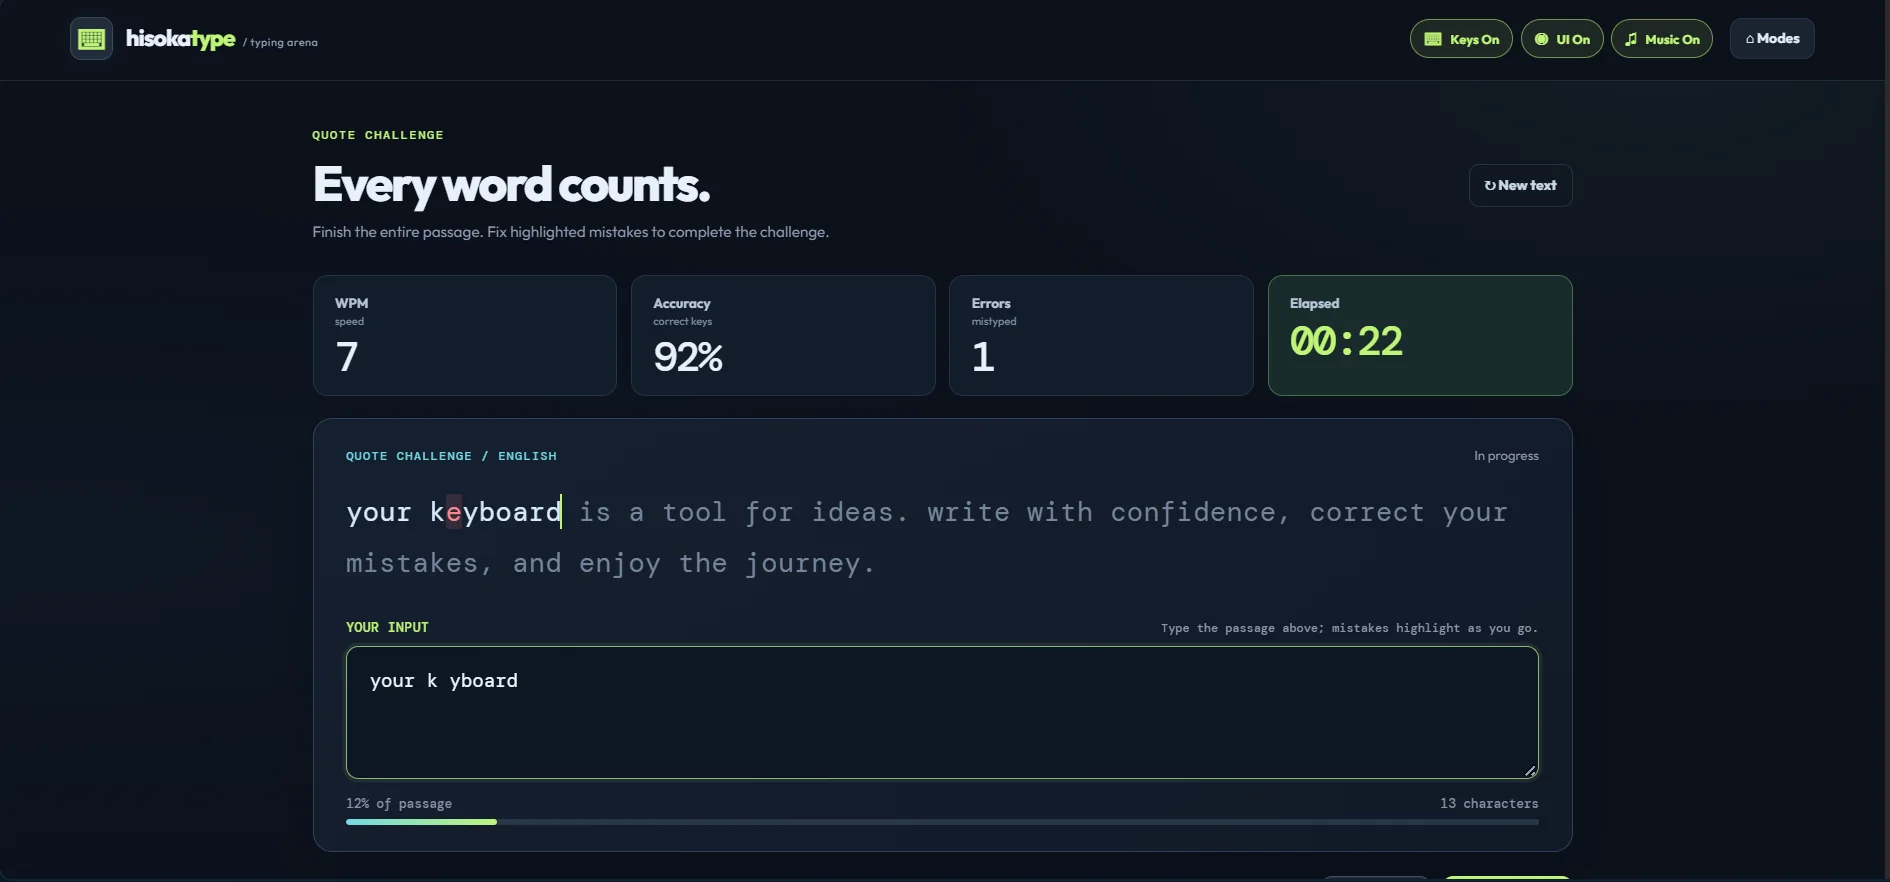 hisokatype / typing arena
Keys On
UI On
Music On
⌂ Modes
QUOTE CHALLENGE
Every word counts.
↻ New text
Finish the entire passage. Fix highlighted mistakes to complete the challenge.
WPM
speed
7
Accuracy
correct keys
92%
Errors
mistyped
1
Elapsed
00:22
QUOTE CHALLENGE / ENGLISH
In progress
your keyboard is a tool for ideas. write with confidence, correct your
mistakes, and enjoy the journey.
YOUR INPUT
Type the passage above; mistakes highlight as you go.
your k yboard
12% of passage
13 characters